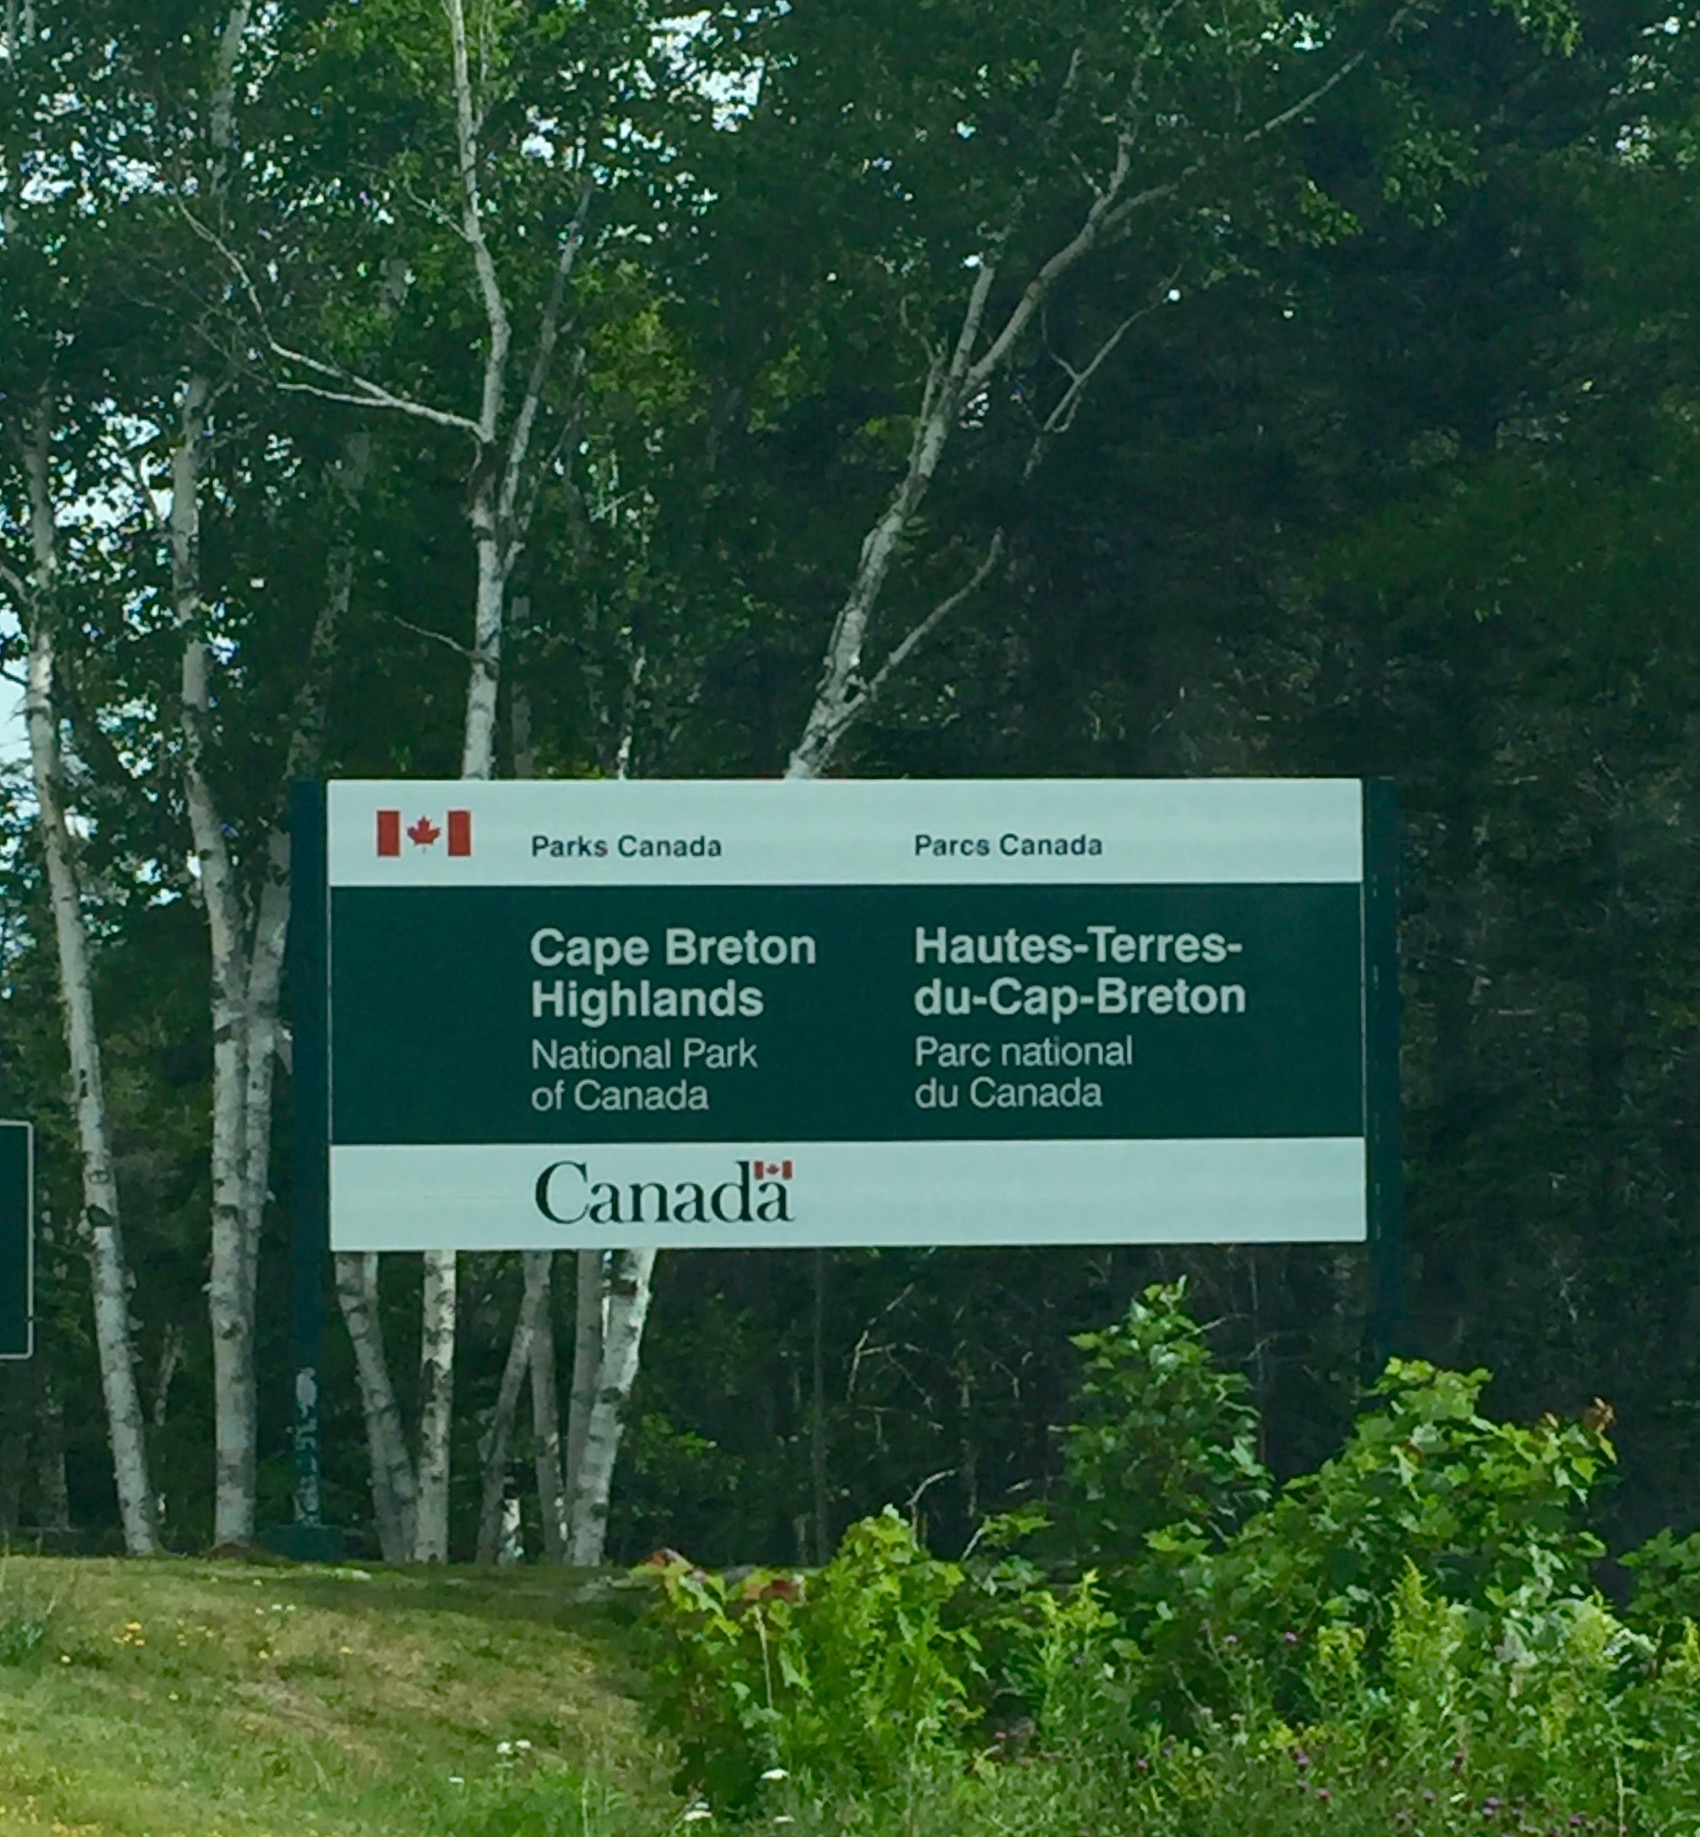 Parks Canada
Parcs Canada
Cape Breton
Highlands
National Park
of Canada
Hautes-Terres-
du-Cap-Breton
Parc national
du Canada
Canada